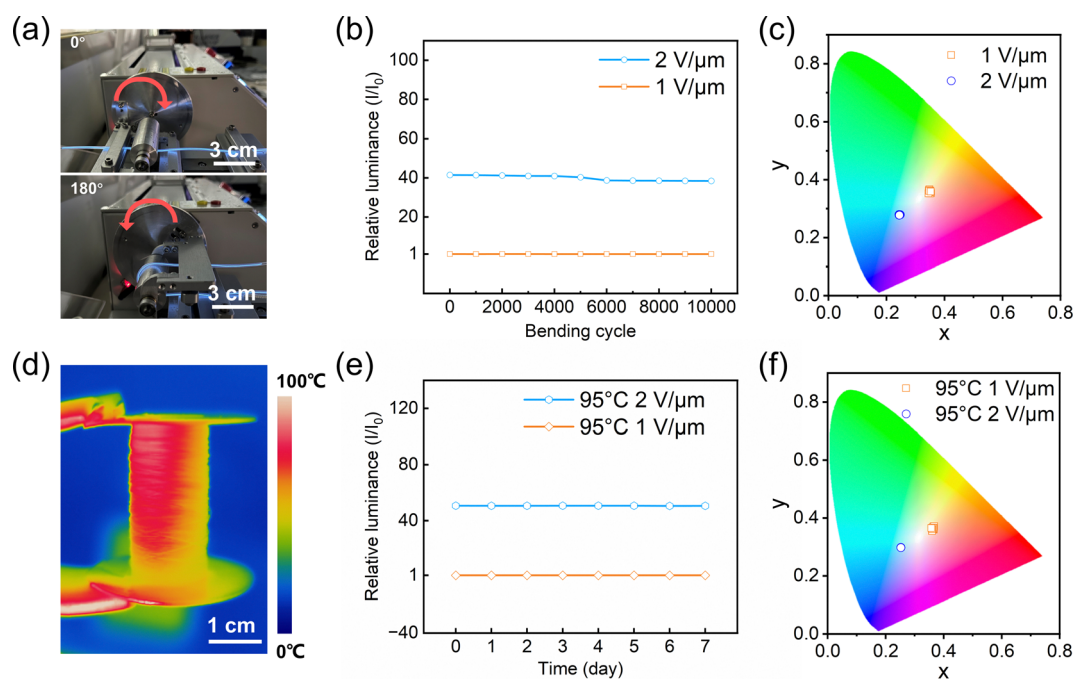 (a)
0°
3 cm
180°
3 cm
(b)
Relative luminance (I/I₀)
100
80
60
40
20
1
2 V/μm
1 V/μm
0 2000 4000 6000 8000 10000
Bending cycle
(c)
y
0.8
0.6
0.4
0.2
0.0
1 V/μm
2 V/μm
0.0 0.2 0.4 0.6 0.8
x
(d)
100℃
0℃
1 cm
(e)
Relative luminance (I/I₀)
120
80
40
1
−40
95°C 2 V/μm
95°C 1 V/μm
0 1 2 3 4 5 6 7
Time (day)
(f)
y
0.8
0.6
0.4
0.2
0.0
95°C 1 V/μm
95°C 2 V/μm
0.0 0.2 0.4 0.6 0.8
x